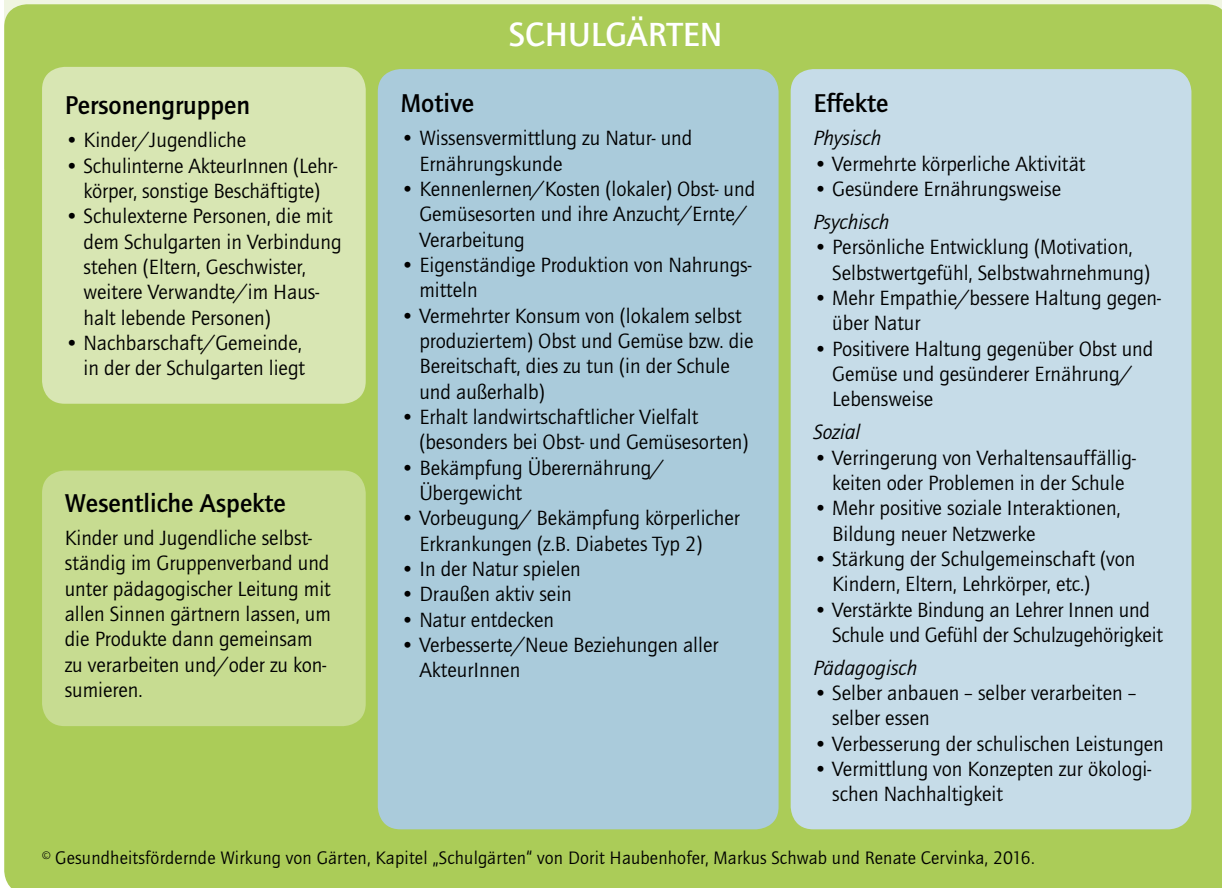 SCHULGÄRTEN
Personengruppen
• Kinder/Jugendliche
• Schulinterne AkteurInnen (Lehr-
körper, sonstige Beschäftigte)
• Schulexterne Personen, die mit
dem Schulgarten in Verbindung
stehen (Eltern, Geschwister,
weitere Verwandte/im Haus-
halt lebende Personen)
• Nachbarschaft/Gemeinde,
in der der Schulgarten liegt
Wesentliche Aspekte
Kinder und Jugendliche selbst-
ständig im Gruppenverband und
unter pädagogischer Leitung mit
allen Sinnen gärtnern lassen, um
die Produkte dann gemeinsam
zu verarbeiten und/oder zu kon-
sumieren.
Motive
• Wissensvermittlung zu Natur- und
Ernährungskunde
• Kennenlernen/Kosten (lokaler) Obst- und
Gemüsesorten und ihre Anzucht/Ernte/
Verarbeitung
• Eigenständige Produktion von Nahrungs-
mitteln
• Vermehrter Konsum von (lokalem selbst
produziertem) Obst und Gemüse bzw. die
Bereitschaft, dies zu tun (in der Schule
und außerhalb)
• Erhalt landwirtschaftlicher Vielfalt
(besonders bei Obst- und Gemüsesorten)
• Bekämpfung Überernährung/
Übergewicht
• Vorbeugung/ Bekämpfung körperlicher
Erkrankungen (z.B. Diabetes Typ 2)
• In der Natur spielen
• Draußen aktiv sein
• Natur entdecken
• Verbesserte/Neue Beziehungen aller
AkteurInnen
Effekte
Physisch
• Vermehrte körperliche Aktivität
• Gesündere Ernährungsweise
Psychisch
• Persönliche Entwicklung (Motivation,
Selbstwertgefühl, Selbstwahrnehmung)
• Mehr Empathie/bessere Haltung gegen-
über Natur
• Positivere Haltung gegenüber Obst und
Gemüse und gesünderer Ernährung/
Lebensweise
Sozial
• Verringerung von Verhaltensauffällig-
keiten oder Problemen in der Schule
• Mehr positive soziale Interaktionen,
Bildung neuer Netzwerke
• Stärkung der Schulgemeinschaft (von
Kindern, Eltern, Lehrkörper, etc.)
• Verstärkte Bindung an Lehrer Innen und
Schule und Gefühl der Schulzugehörigkeit
Pädagogisch
• Selber anbauen – selber verarbeiten –
selber essen
• Verbesserung der schulischen Leistungen
• Vermittlung von Konzepten zur ökologi-
schen Nachhaltigkeit
© Gesundheitsfördernde Wirkung von Gärten, Kapitel „Schulgärten“ von Dorit Haubenhofer, Markus Schwab und Renate Cervinka, 2016.